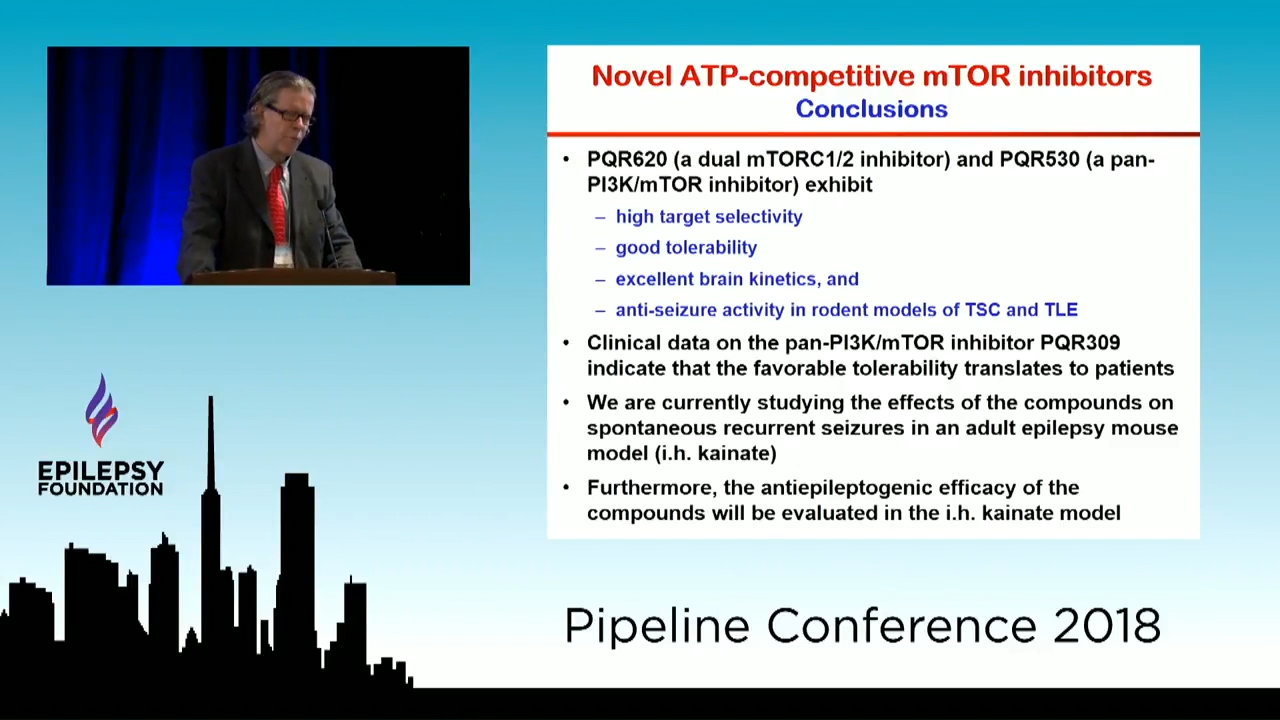 Novel ATP-competitive mTOR inhibitors
Conclusions
• PQR620 (a dual mTORC1/2 inhibitor) and PQR530 (a pan-
PI3K/mTOR inhibitor) exhibit
– high target selectivity
– good tolerability
– excellent brain kinetics, and
– anti-seizure activity in rodent models of TSC and TLE
• Clinical data on the pan-PI3K/mTOR inhibitor PQR309
indicate that the favorable tolerability translates to patients
• We are currently studying the effects of the compounds on
spontaneous recurrent seizures in an adult epilepsy mouse
model (i.h. kainate)
• Furthermore, the antiepileptogenic efficacy of the
compounds will be evaluated in the i.h. kainate model
EPILEPSY
FOUNDATION
Pipeline Conference 2018